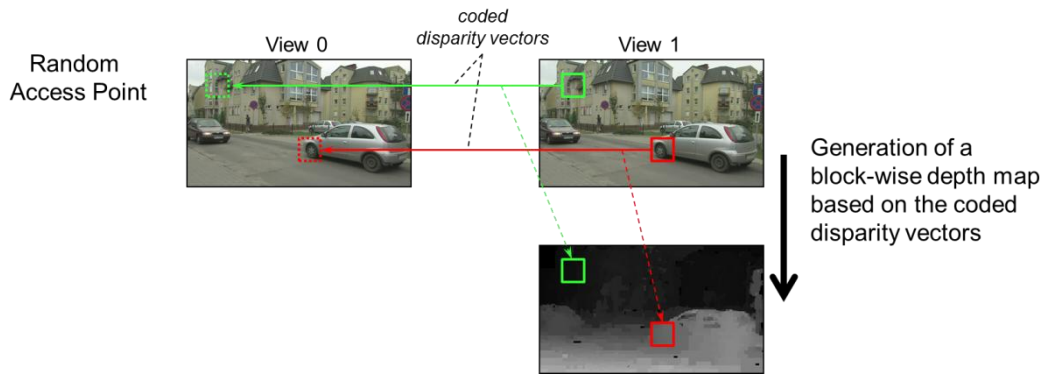 coded
disparity vectors
View 0
View 1
Random
Access Point
Generation of a
block-wise depth map
based on the coded
disparity vectors